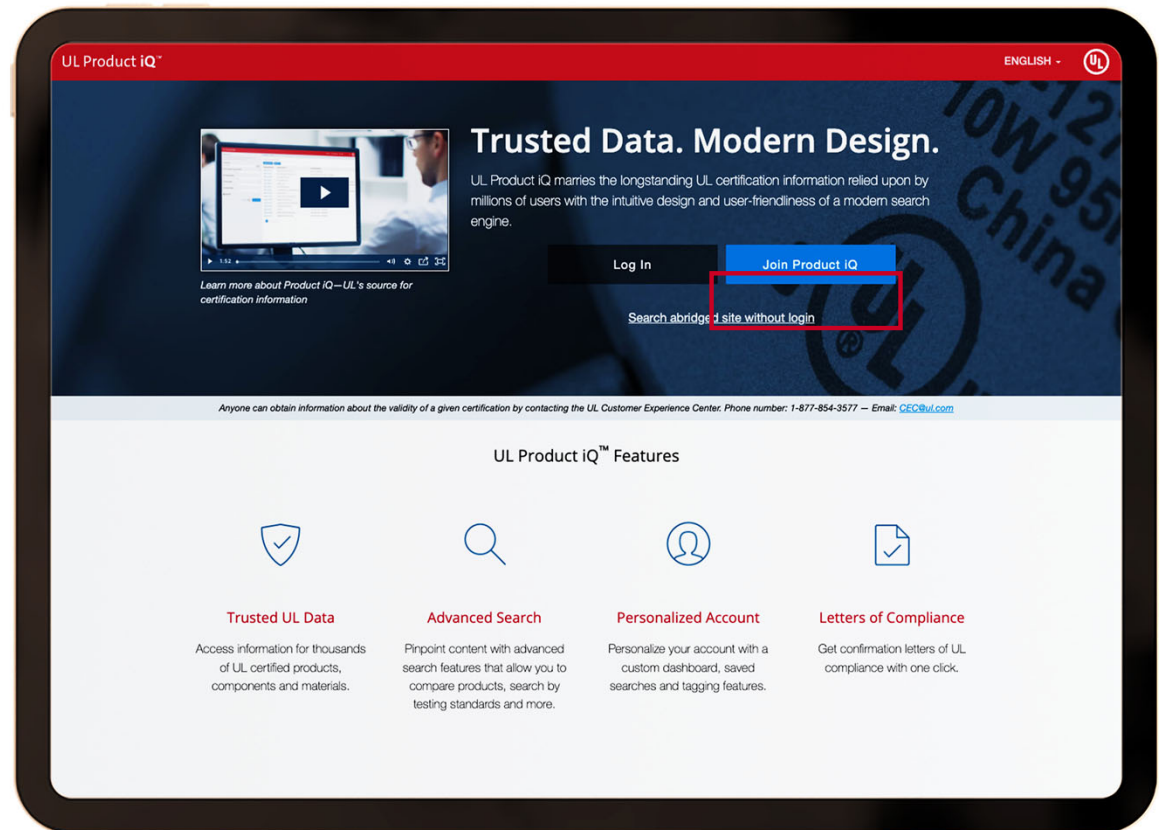 UL Product iQ™
ENGLISH
UL
Trusted Data. Modern Design.
UL Product iQ marries the longstanding UL certification information relied upon by
millions of users with the intuitive design and user-friendliness of a modern search
engine.
1:52
Learn more about Product iQ—UL's source for
certification information
Log In
Join Product iQ
Search abridged site without login
10W 95
China
UL
®
Anyone can obtain information about the validity of a given certification by contacting the UL Customer Experience Center. Phone number: 1-877-854-3577 — Email: CEC@ul.com
UL Product iQ™ Features
Trusted UL Data
Access information for thousands
of UL certified products,
components and materials.
Advanced Search
Pinpoint content with advanced
search features that allow you to
compare products, search by
testing standards and more.
Personalized Account
Personalize your account with a
custom dashboard, saved
searches and tagging features.
Letters of Compliance
Get confirmation letters of UL
compliance with one click.